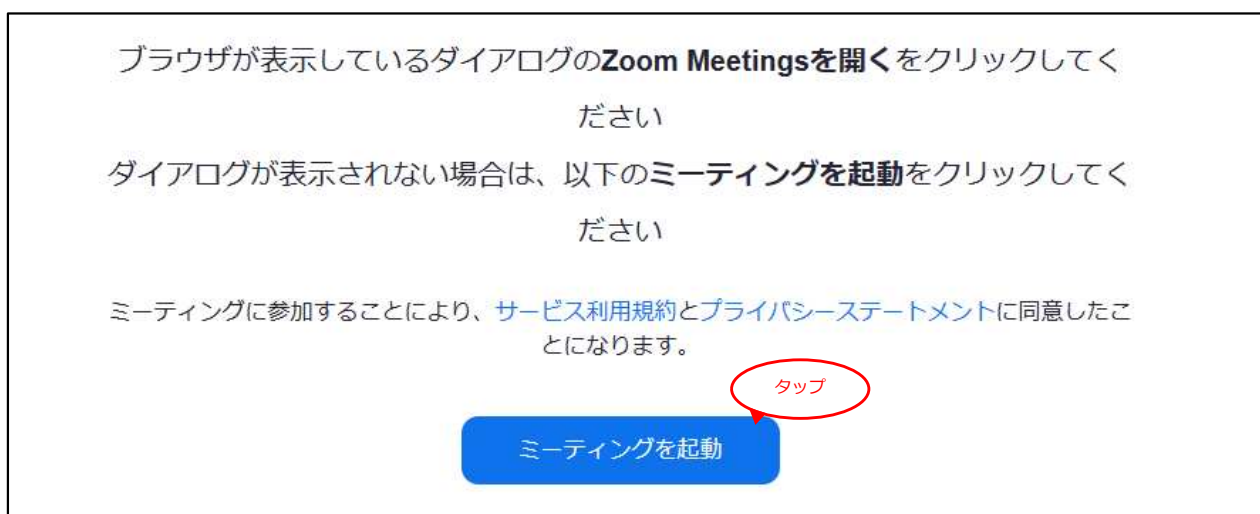 ブラウザが表示しているダイアログのZoom Meetingsを開くをクリックしてく
ださい
ダイアログが表示されない場合は、以下のミーティングを起動をクリックしてく
ださい
ミーティングに参加することにより、サービス利用規約とプライバシーステートメントに同意したこ
とになります。
タップ
ミーティングを起動